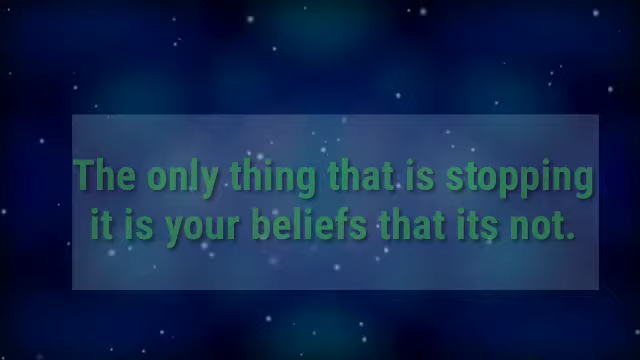 The only thing that is stopping
it is your beliefs that its not.